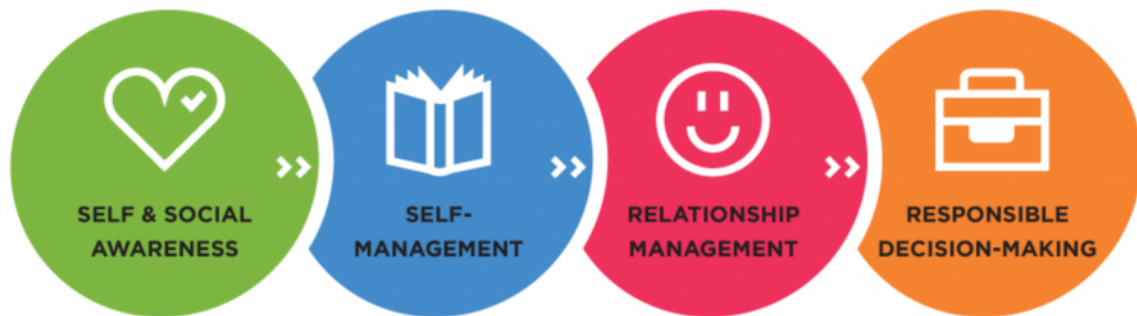 SELF & SOCIAL
AWARENESS
SELF-
MANAGEMENT
RELATIONSHIP
MANAGEMENT
RESPONSIBLE
DECISION-MAKING